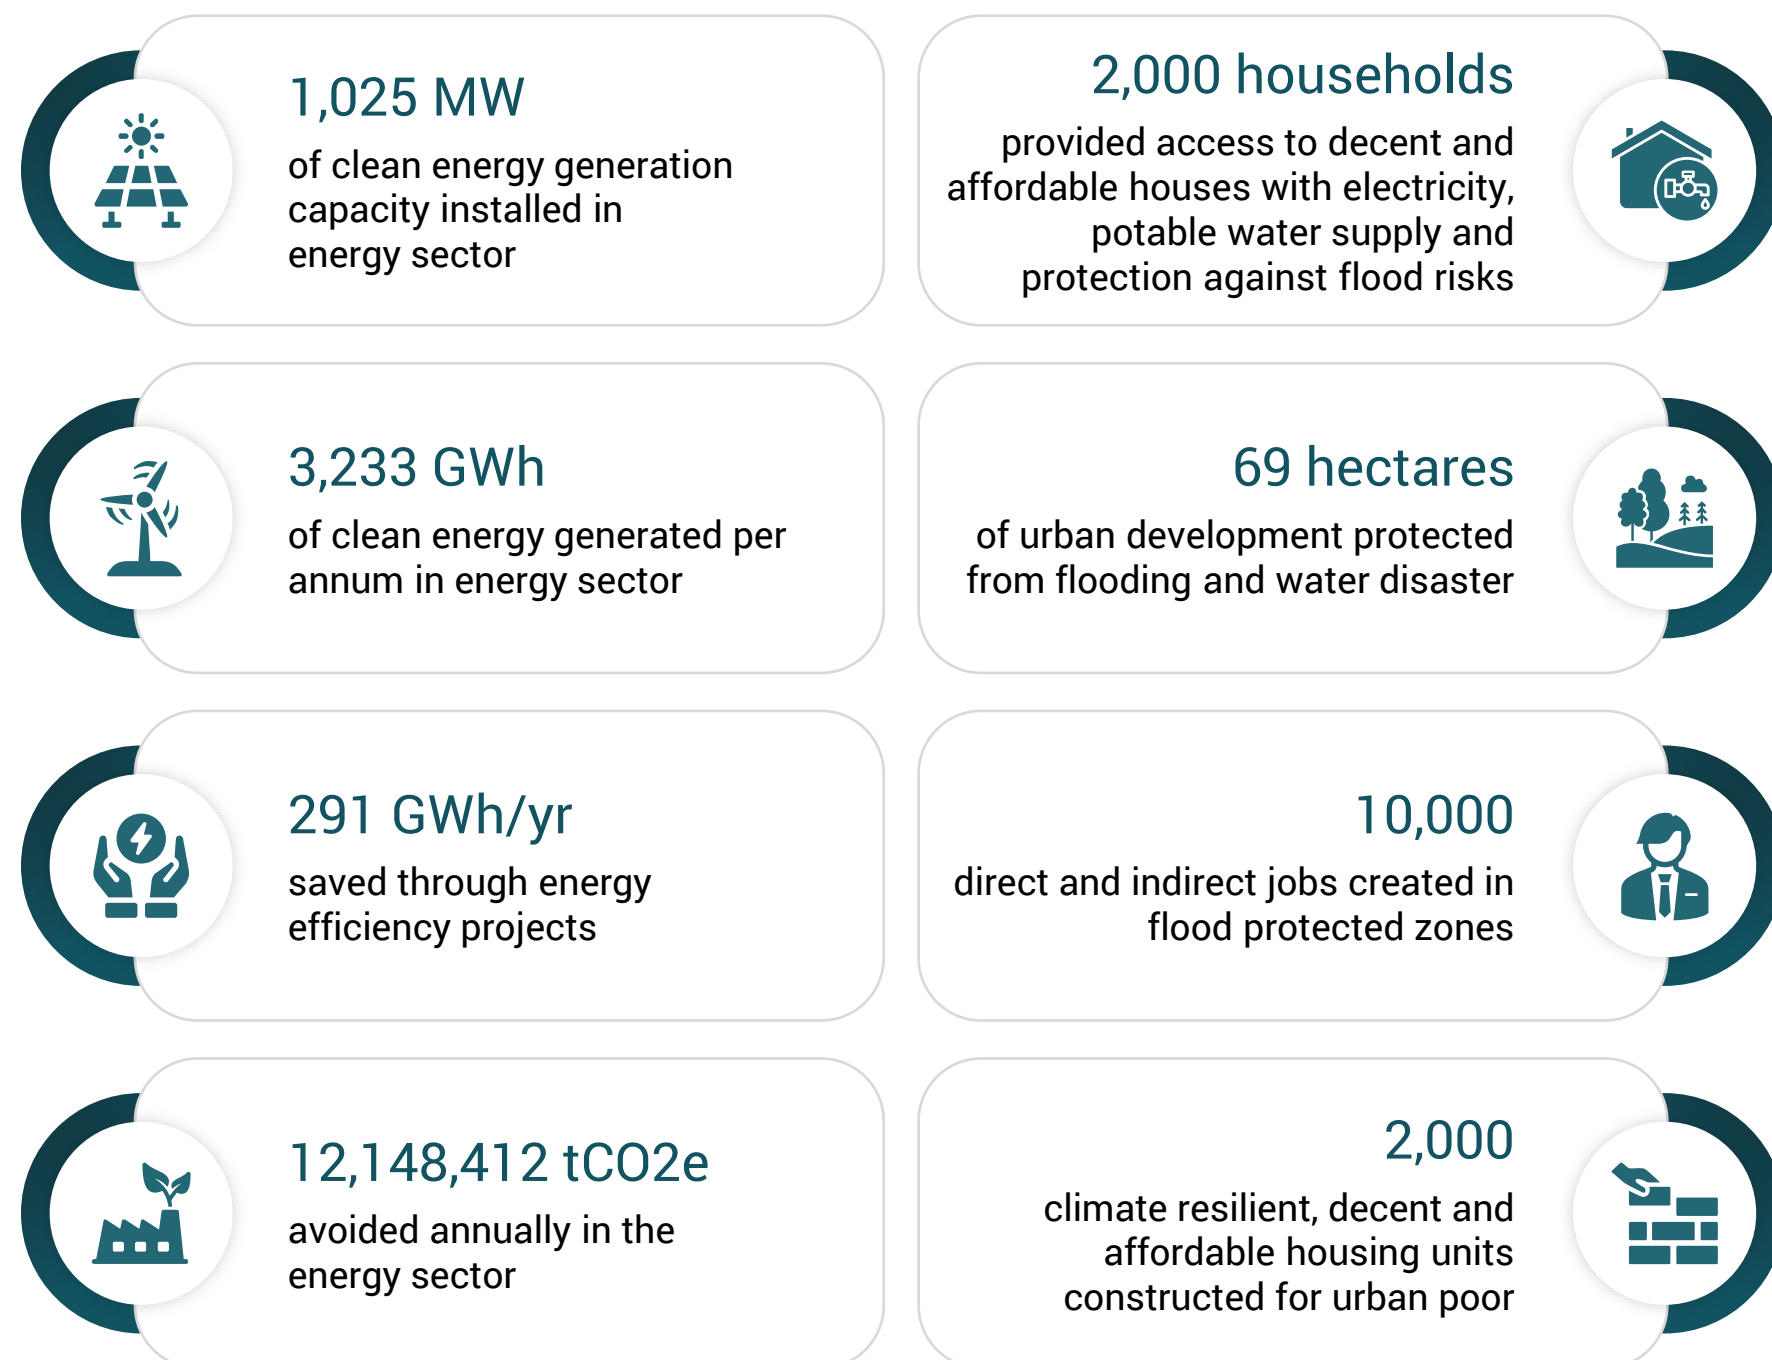 1,025 MW
of clean energy generation
capacity installed in
energy sector
2,000 households
provided access to decent and
affordable houses with electricity,
potable water supply and
protection against flood risks
3,233 GWh
of clean energy generated per
annum in energy sector
69 hectares
of urban development protected
from flooding and water disaster
291 GWh/yr
saved through energy
efficiency projects
10,000
direct and indirect jobs created in
flood protected zones
12,148,412 tCO2e
avoided annually in the
energy sector
2,000
climate resilient, decent and
affordable housing units
constructed for urban poor